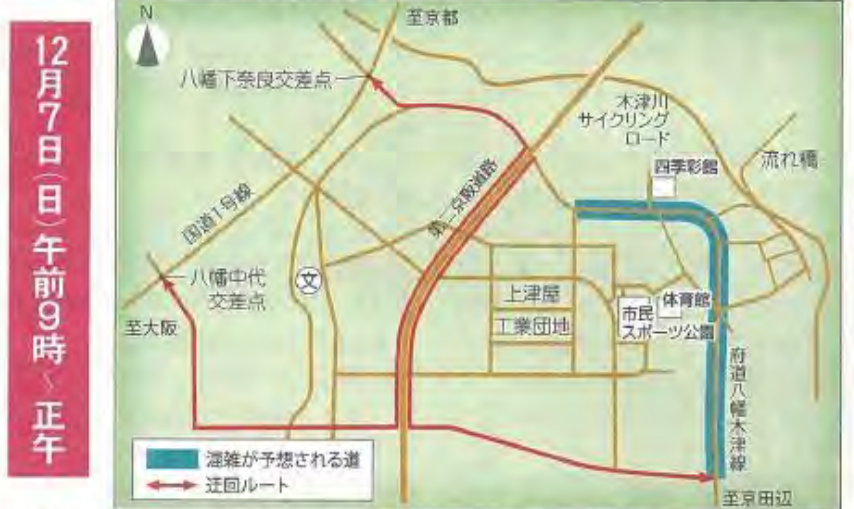 12月7日(日)午前9時～正午
N
至京都
八幡下奈良交差点
木津川
サイクリング
ロード
流れ橋
四季彩館
国道1号線
第二京阪道路
八幡中代
交差点
文
上津屋
工業団地
体育館
市民
スポーツ公園
至大阪
府道八幡木津線
混雑が予想される道
迂回ルート
至京田辺